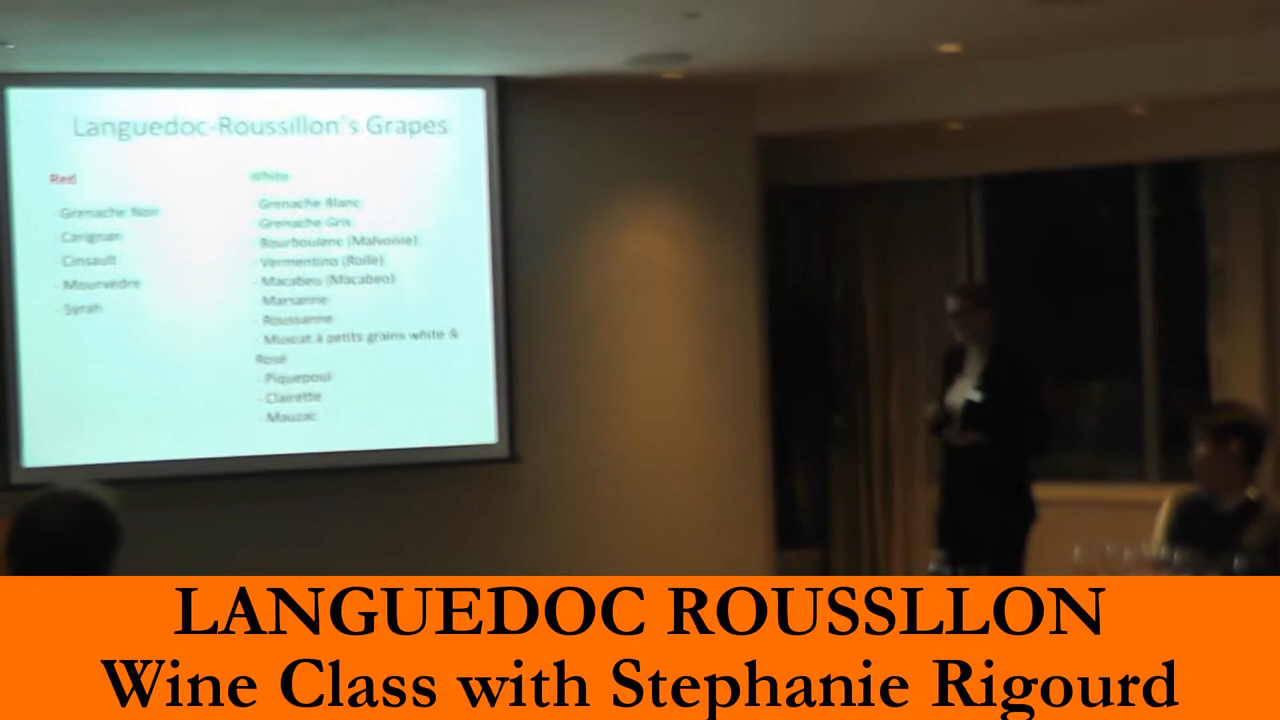 Languedoc-Roussillon's Grapes
Red
- Grenache Noir
- Carignan
- Cinsault
- Mourvèdre
- Syrah
White
- Grenache Blanc
- Grenache Gris
- Bourboulenc (Malvoisie)
- Vermentino (Rolle)
- Macabeu (Macabeo)
- Marsanne
- Roussanne
- Muscat à petits grains white &
Rosé
- Piquepoul
- Clairette
- Mauzac
LANGUEDOC ROUSSLLON
Wine Class with Stephanie Rigourd